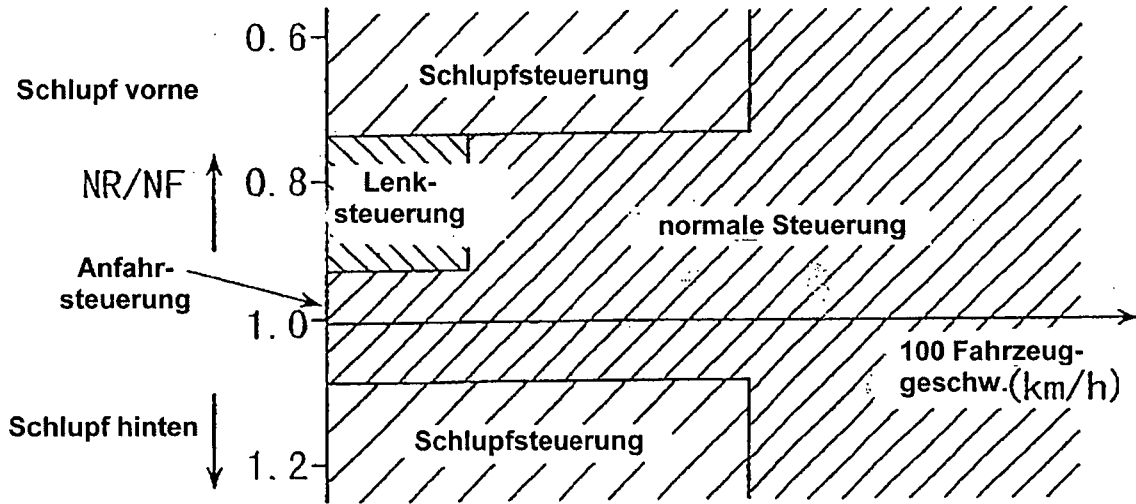 0.6
Schlupfsteuerung
Schlupf vorne
NR/NF
0.8
Lenk-
steuerung
normale Steuerung
Anfahr-
steuerung
1.0
100 Fahrzeug-
geschw.(km/h)
Schlupf hinten
Schlupfsteuerung
1.2